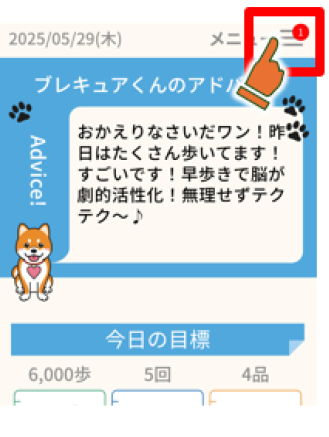 2025/05/29(木)
メニュー
1
ブレキュアくんのアドバ
Advice!
おかえりなさいだワン！昨
日はたくさん歩いてます！
すごいです！早歩きで脳が
劇的活性化！無理せずテク
テク～♪
今日の目標
6,000歩
5回
4品